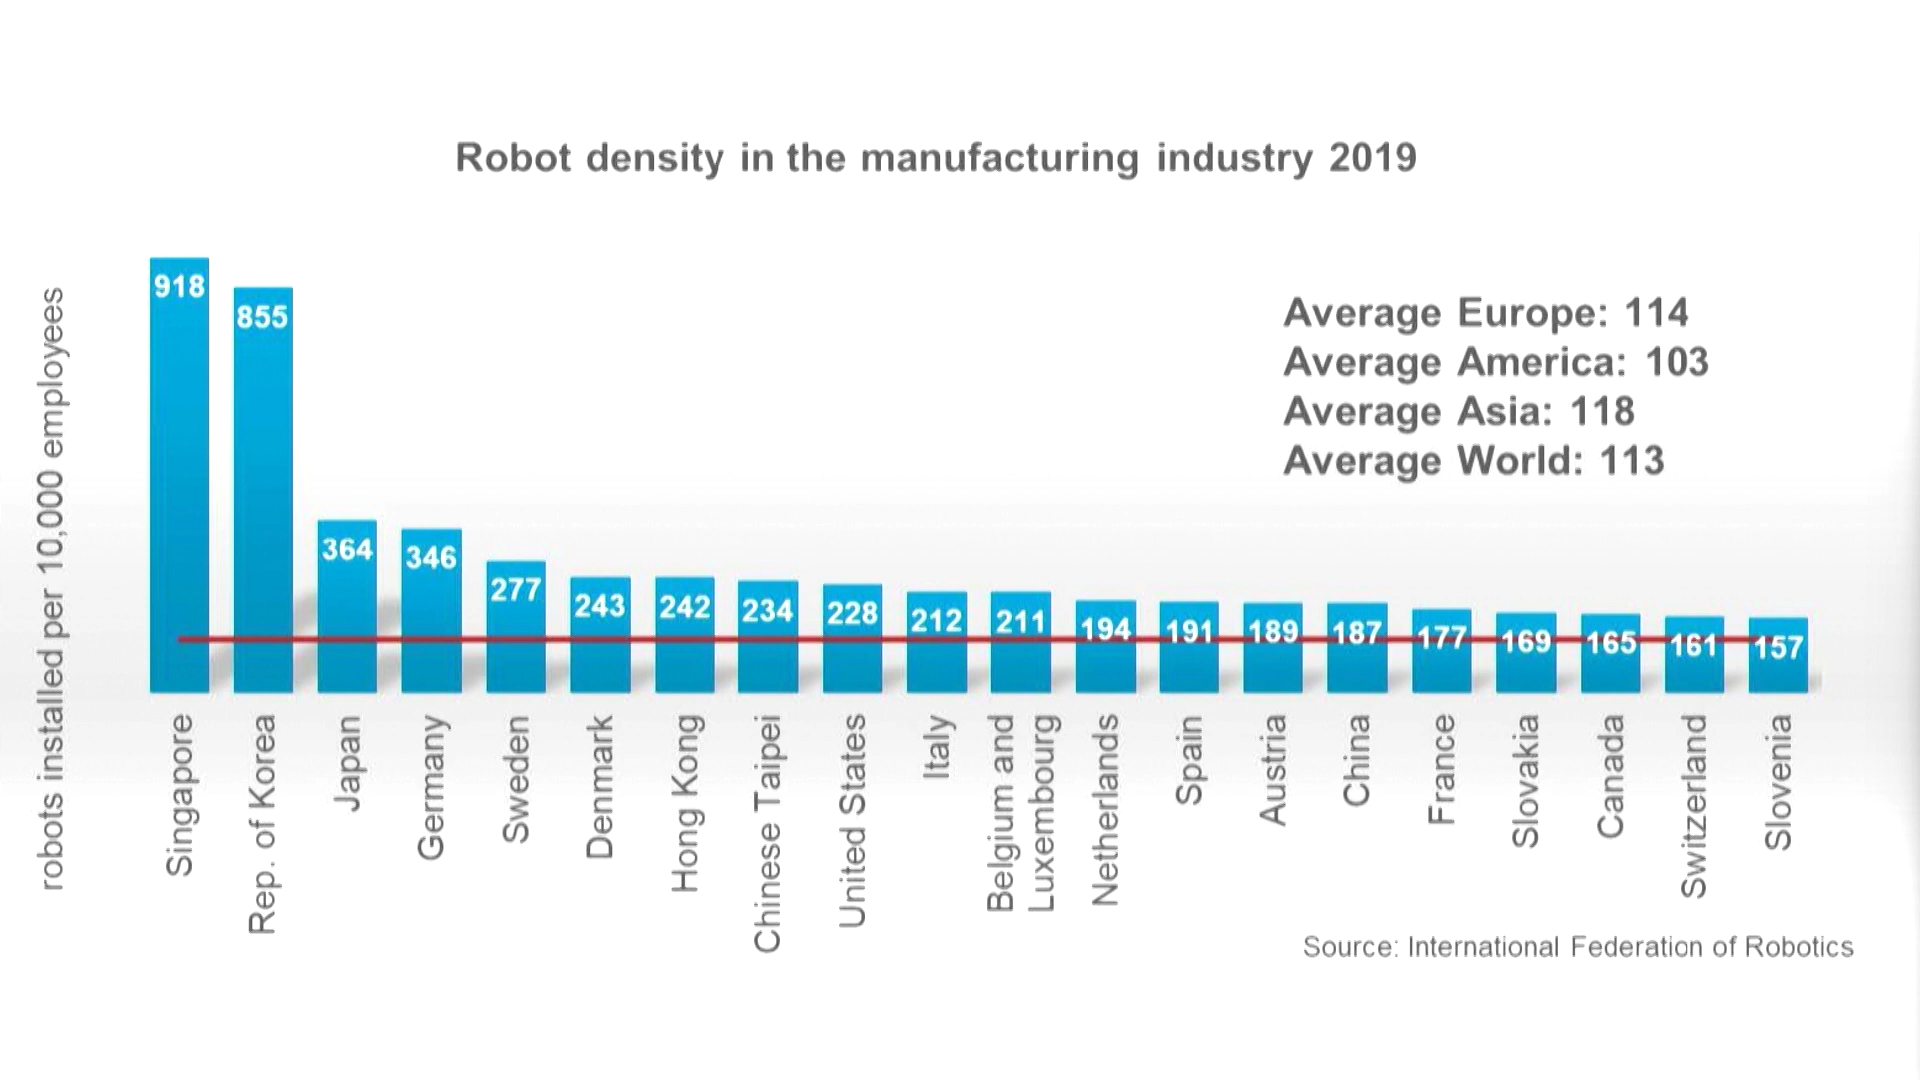 Robot density in the manufacturing industry 2019
robots installed per 10,000 employees
Average Europe: 114
Average America: 103
Average Asia: 118
Average World: 113
918
855
364
346
277
243
242
234
228
212
211
194
191
189
187
177
169
165
161
157
Singapore
Rep. of Korea
Japan
Germany
Sweden
Denmark
Hong Kong
Chinese Taipei
United States
Italy
Belgium and
Luxembourg
Netherlands
Spain
Austria
China
France
Slovakia
Canada
Switzerland
Slovenia
Source: International Federation of Robotics